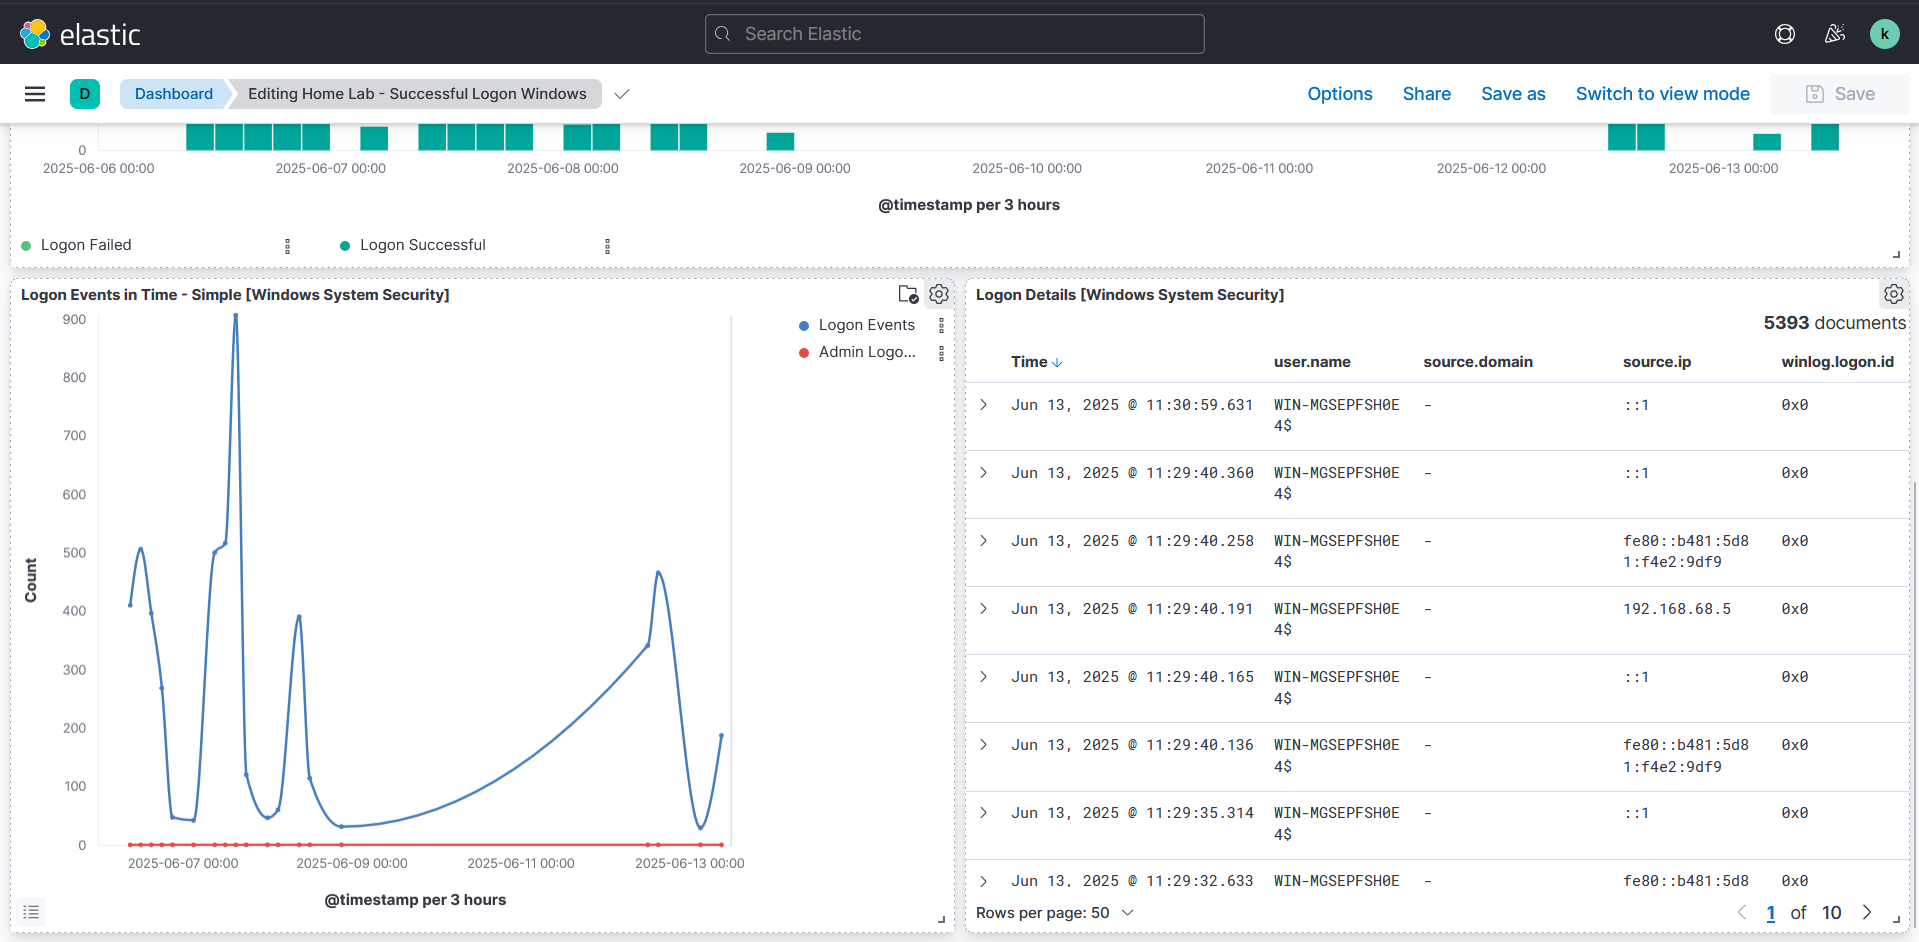 elastic
Search Elastic
k
D
Dashboard
Editing Home Lab - Successful Logon Windows
Options
Share
Save as
Switch to view mode
Save
0
2025-06-06 00:00
2025-06-07 00:00
2025-06-08 00:00
2025-06-09 00:00
2025-06-10 00:00
2025-06-11 00:00
2025-06-12 00:00
2025-06-13 00:00
@timestamp per 3 hours
Logon Failed
Logon Successful
Logon Events in Time - Simple [Windows System Security]
900
800
700
600
500
400
300
200
100
0
Count
2025-06-07 00:00
2025-06-09 00:00
2025-06-11 00:00
2025-06-13 00:00
@timestamp per 3 hours
Logon Events
Admin Logo...
Logon Details [Windows System Security]
5393 documents
Time user.name source.domain source.ip winlog.logon.id
Jun 13, 2025 @ 11:30:59.631 WIN-MGSEPFSH0E - ::1 0x0
4$
Jun 13, 2025 @ 11:29:40.360 WIN-MGSEPFSH0E - ::1 0x0
4$
Jun 13, 2025 @ 11:29:40.258 WIN-MGSEPFSH0E - fe80::b481:5d8 0x0
4$ 1:f4e2:9df9
Jun 13, 2025 @ 11:29:40.191 WIN-MGSEPFSH0E - 192.168.68.5 0x0
4$
Jun 13, 2025 @ 11:29:40.165 WIN-MGSEPFSH0E - ::1 0x0
4$
Jun 13, 2025 @ 11:29:40.136 WIN-MGSEPFSH0E - fe80::b481:5d8 0x0
4$ 1:f4e2:9df9
Jun 13, 2025 @ 11:29:35.314 WIN-MGSEPFSH0E - ::1 0x0
4$
Jun 13, 2025 @ 11:29:32.633 WIN-MGSEPFSH0E - fe80::b481:5d8 0x0
Rows per page: 50
1 of 10